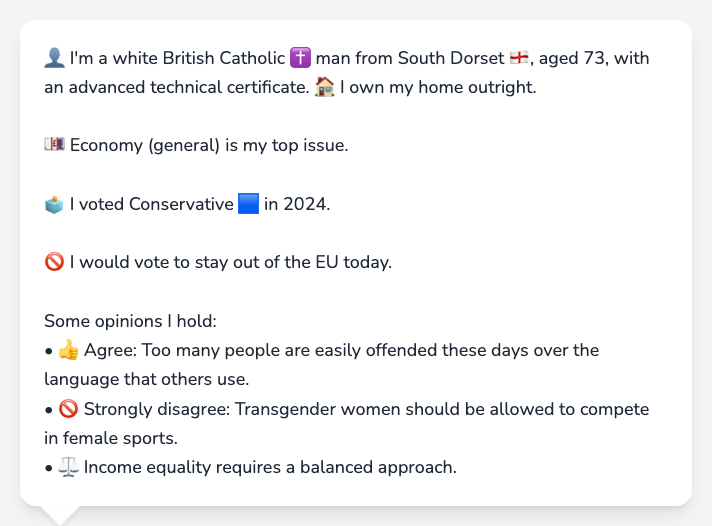 👤 I'm a white British Catholic ✝️ man from South Dorset 🏴󠁧󠁢󠁥󠁮󠁧󠁿, aged 73, with
an advanced technical certificate. 🏠 I own my home outright.
💷 Economy (general) is my top issue.
🗳️ I voted Conservative 🟦 in 2024.
🚫 I would vote to stay out of the EU today.
Some opinions I hold:
• 👍 Agree: Too many people are easily offended these days over the
language that others use.
• 🚫 Strongly disagree: Transgender women should be allowed to compete
in female sports.
• ⚖️ Income equality requires a balanced approach.